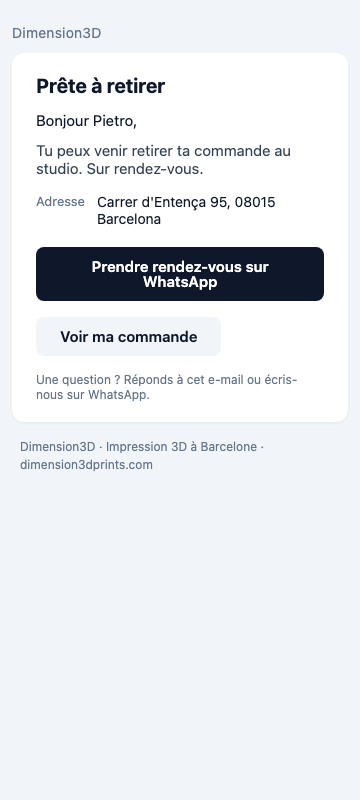 Dimension3D
Prête à retirer
Bonjour Pietro,
Tu peux venir retirer ta commande au
studio. Sur rendez-vous.
Adresse Carrer d'Entença 95, 08015
Barcelona
Prendre rendez-vous sur
WhatsApp
Voir ma commande
Une question ? Réponds à cet e-mail ou écris-
nous sur WhatsApp.
Dimension3D · Impression 3D à Barcelone ·
dimension3dprints.com